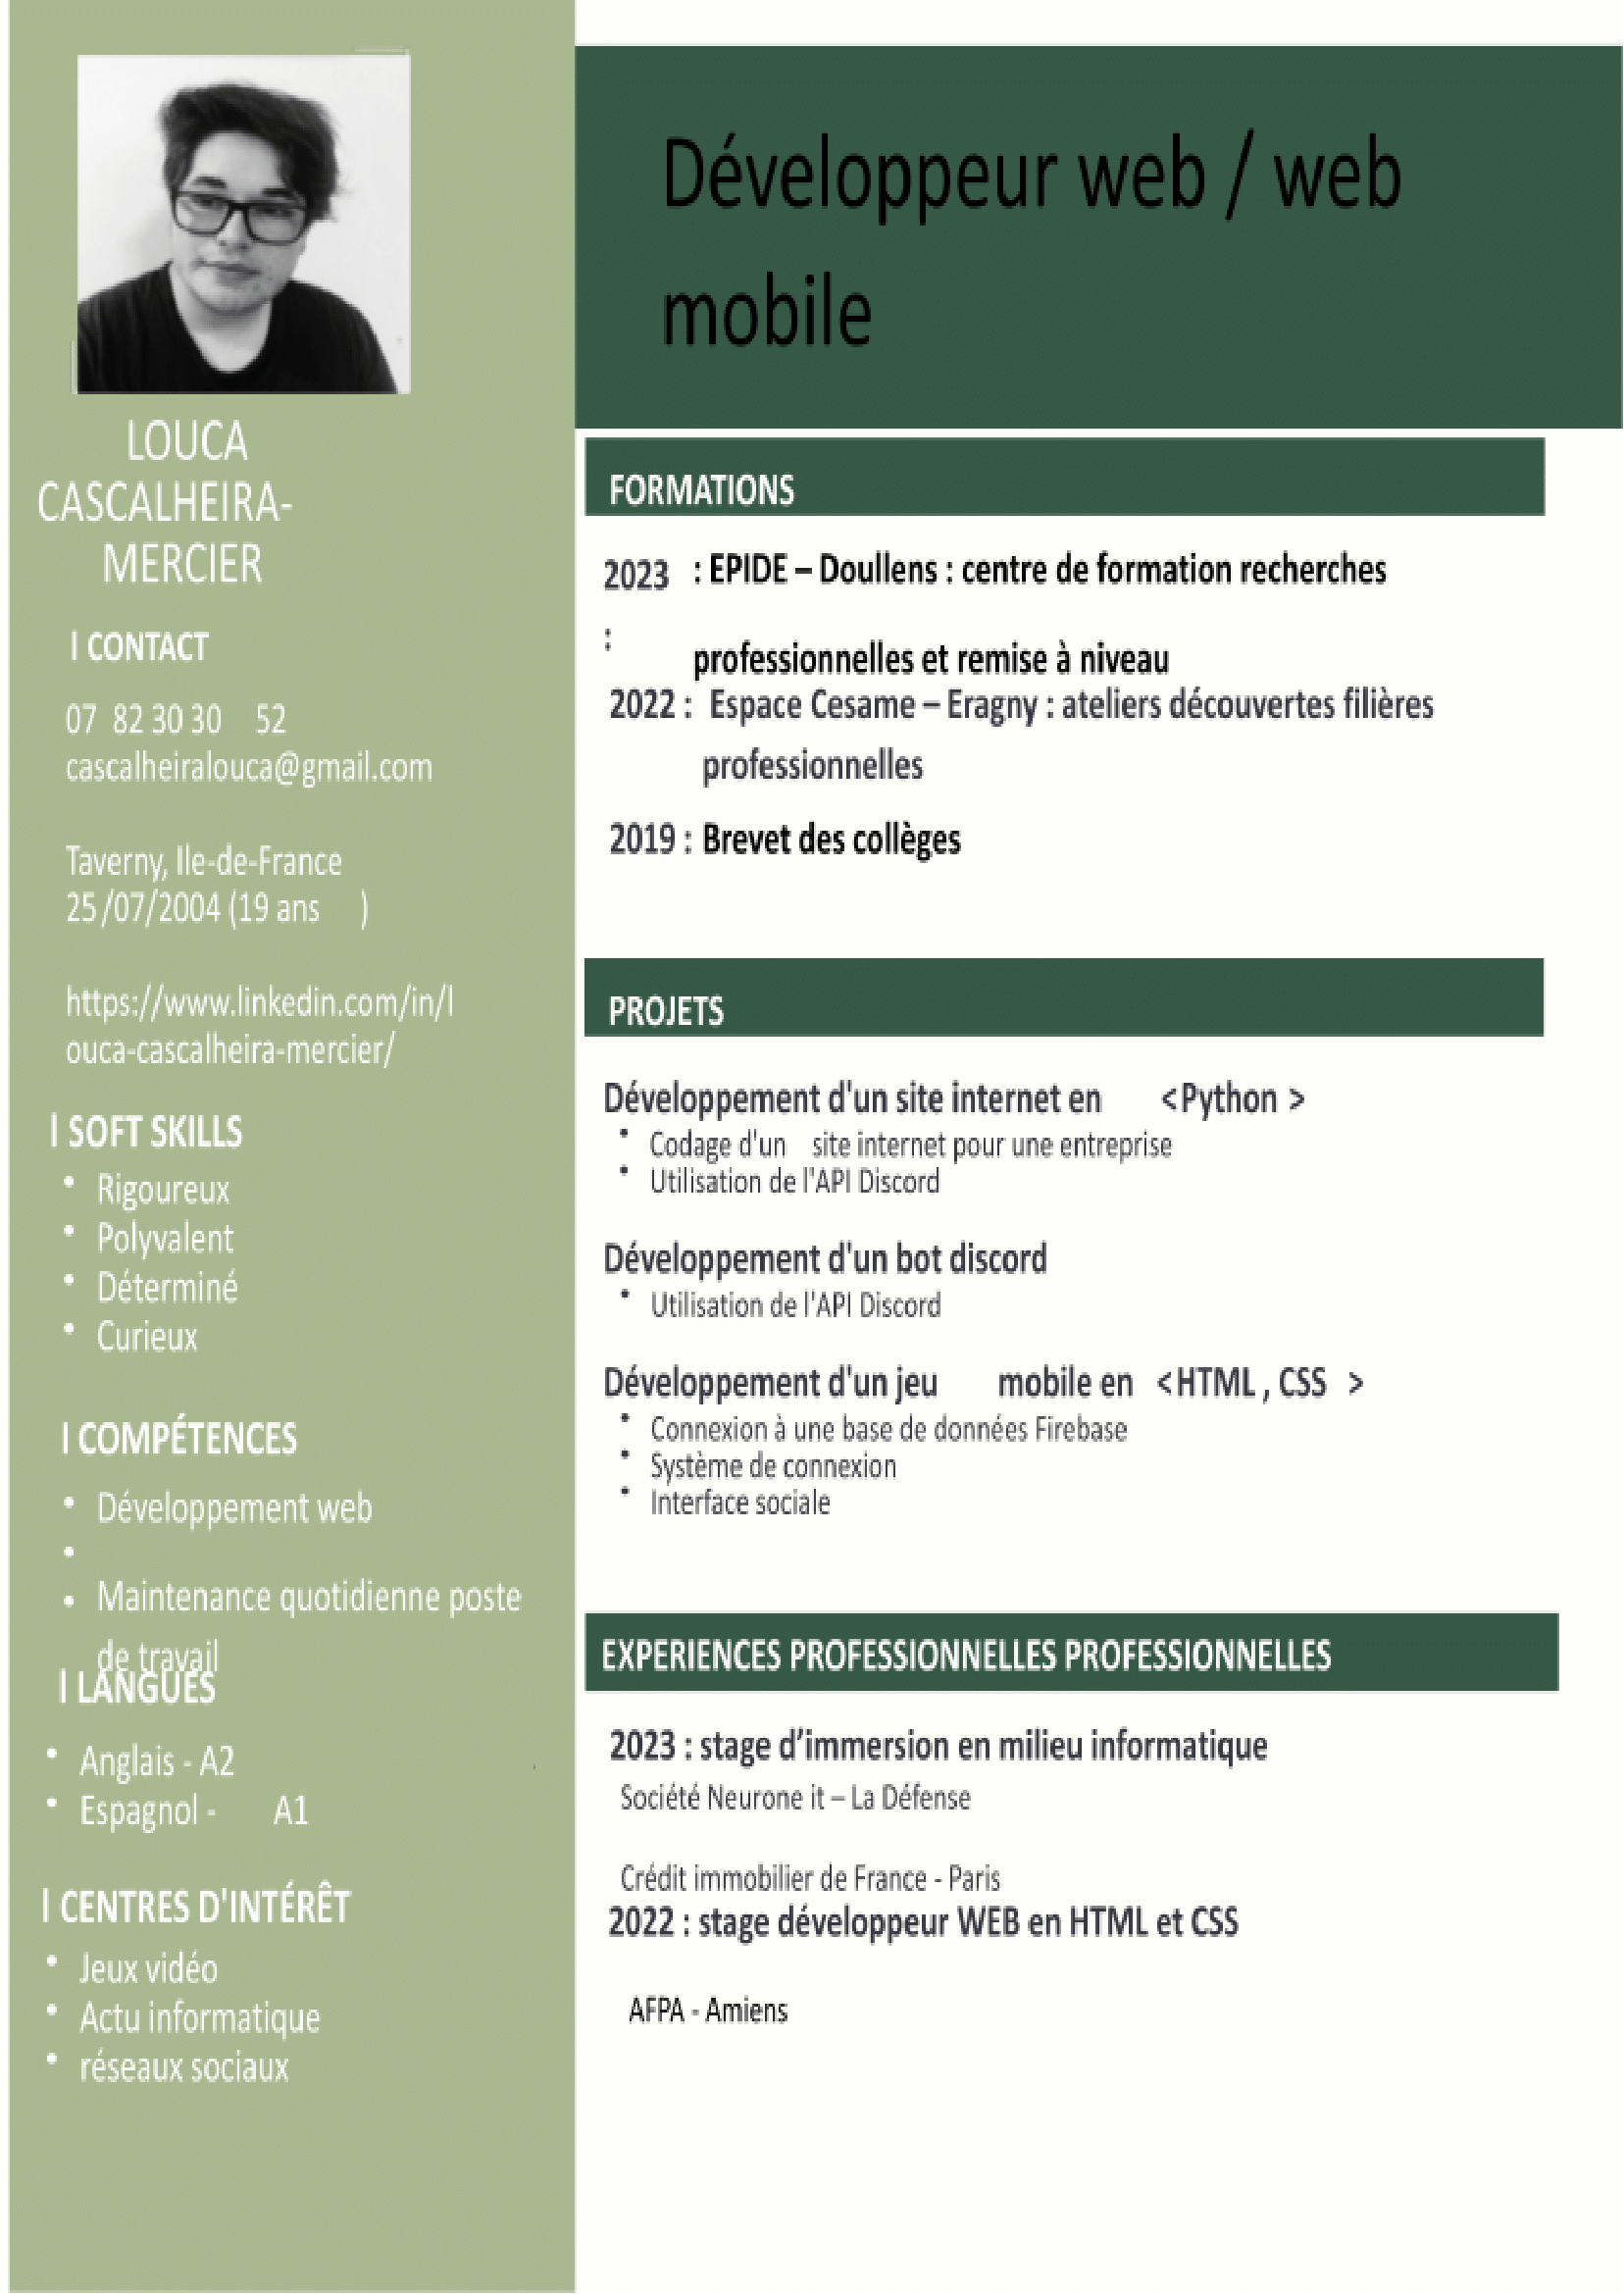 LOUCA
CASCALHEIRA-
MERCIER
| CONTACT
07 82 30 30 52
cascalheiralouca@gmail.com
Taverny, Ile-de-France
25/07/2004 (19 ans )
https://www.linkedin.com/in/l
ouca-cascalheira-mercier/
| SOFT SKILLS
• Rigoureux
• Polyvalent
• Déterminé
• Curieux
| COMPÉTENCES
• Développement web
•
• Maintenance quotidienne poste
de travail
| LANGUES
• Anglais - A2
• Espagnol - A1
| CENTRES D'INTÉRÊT
• Jeux vidéo
• Actu informatique
• réseaux sociaux
Développeur web / web
mobile
FORMATIONS
2023 : EPIDE – Doullens : centre de formation recherches
:
professionnelles et remise à niveau
2022 : Espace Cesame – Eragny : ateliers découvertes filières
professionnelles
2019 : Brevet des collèges
PROJETS
Développement d'un site internet en <Python >
• Codage d'un site internet pour une entreprise
• Utilisation de l'API Discord
Développement d'un bot discord
• Utilisation de l'API Discord
Développement d'un jeu mobile en <HTML , CSS >
• Connexion à une base de données Firebase
• Système de connexion
• Interface sociale
EXPERIENCES PROFESSIONNELLES PROFESSIONNELLES
2023 : stage d’immersion en milieu informatique
Société Neurone it – La Défense
Crédit immobilier de France - Paris
2022 : stage développeur WEB en HTML et CSS
AFPA - Amiens